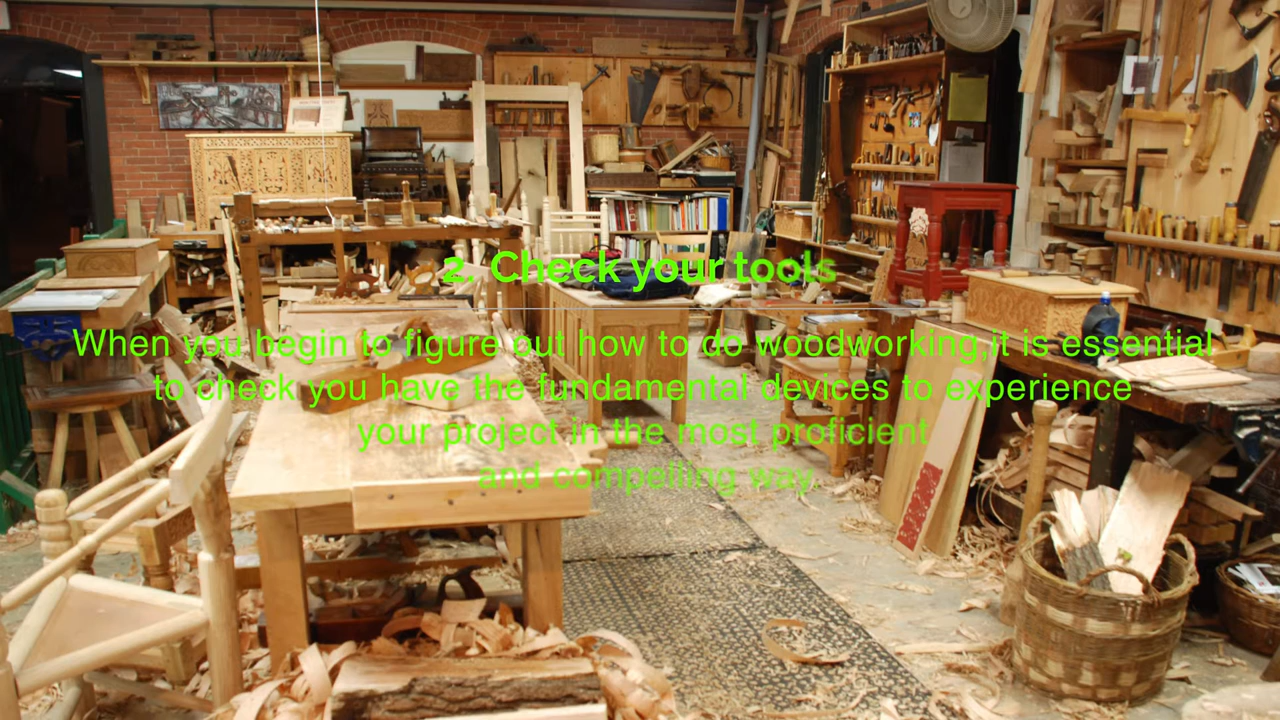 2. Check your tools
When you begin to figure out how to do woodworking,it is essential
to check you have the fundamental devices to experience
your project in the most proficient
and compelling way.